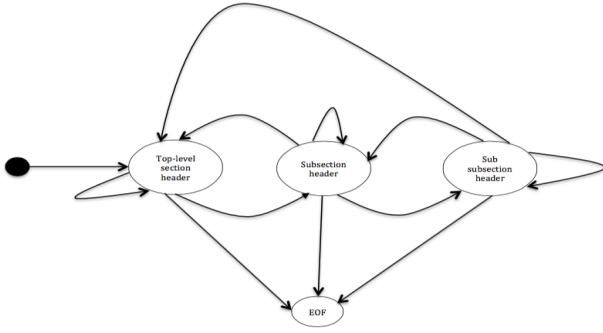 Top-level
section
header
Subsection
header
Sub
subsection
header
EOF